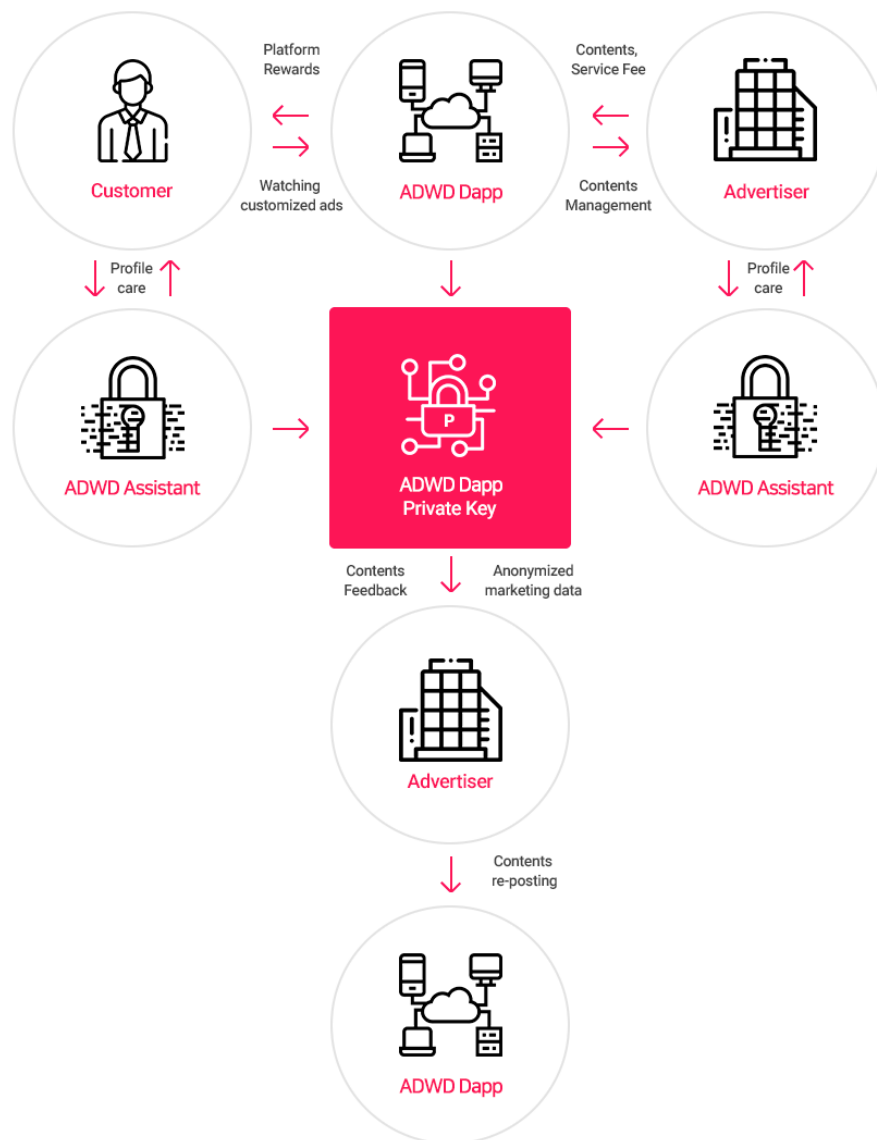 Platform
Rewards
Contents,
Service Fee
Customer
Watching
customized ads
ADWD Dapp
Contents
Management
Advertiser
Profile
care
Profile
care
ADWD Assistant
P
ADWD Dapp
Private Key
ADWD Assistant
Contents
Feedback
Anonymized
marketing data
Advertiser
Contents
re-posting
ADWD Dapp